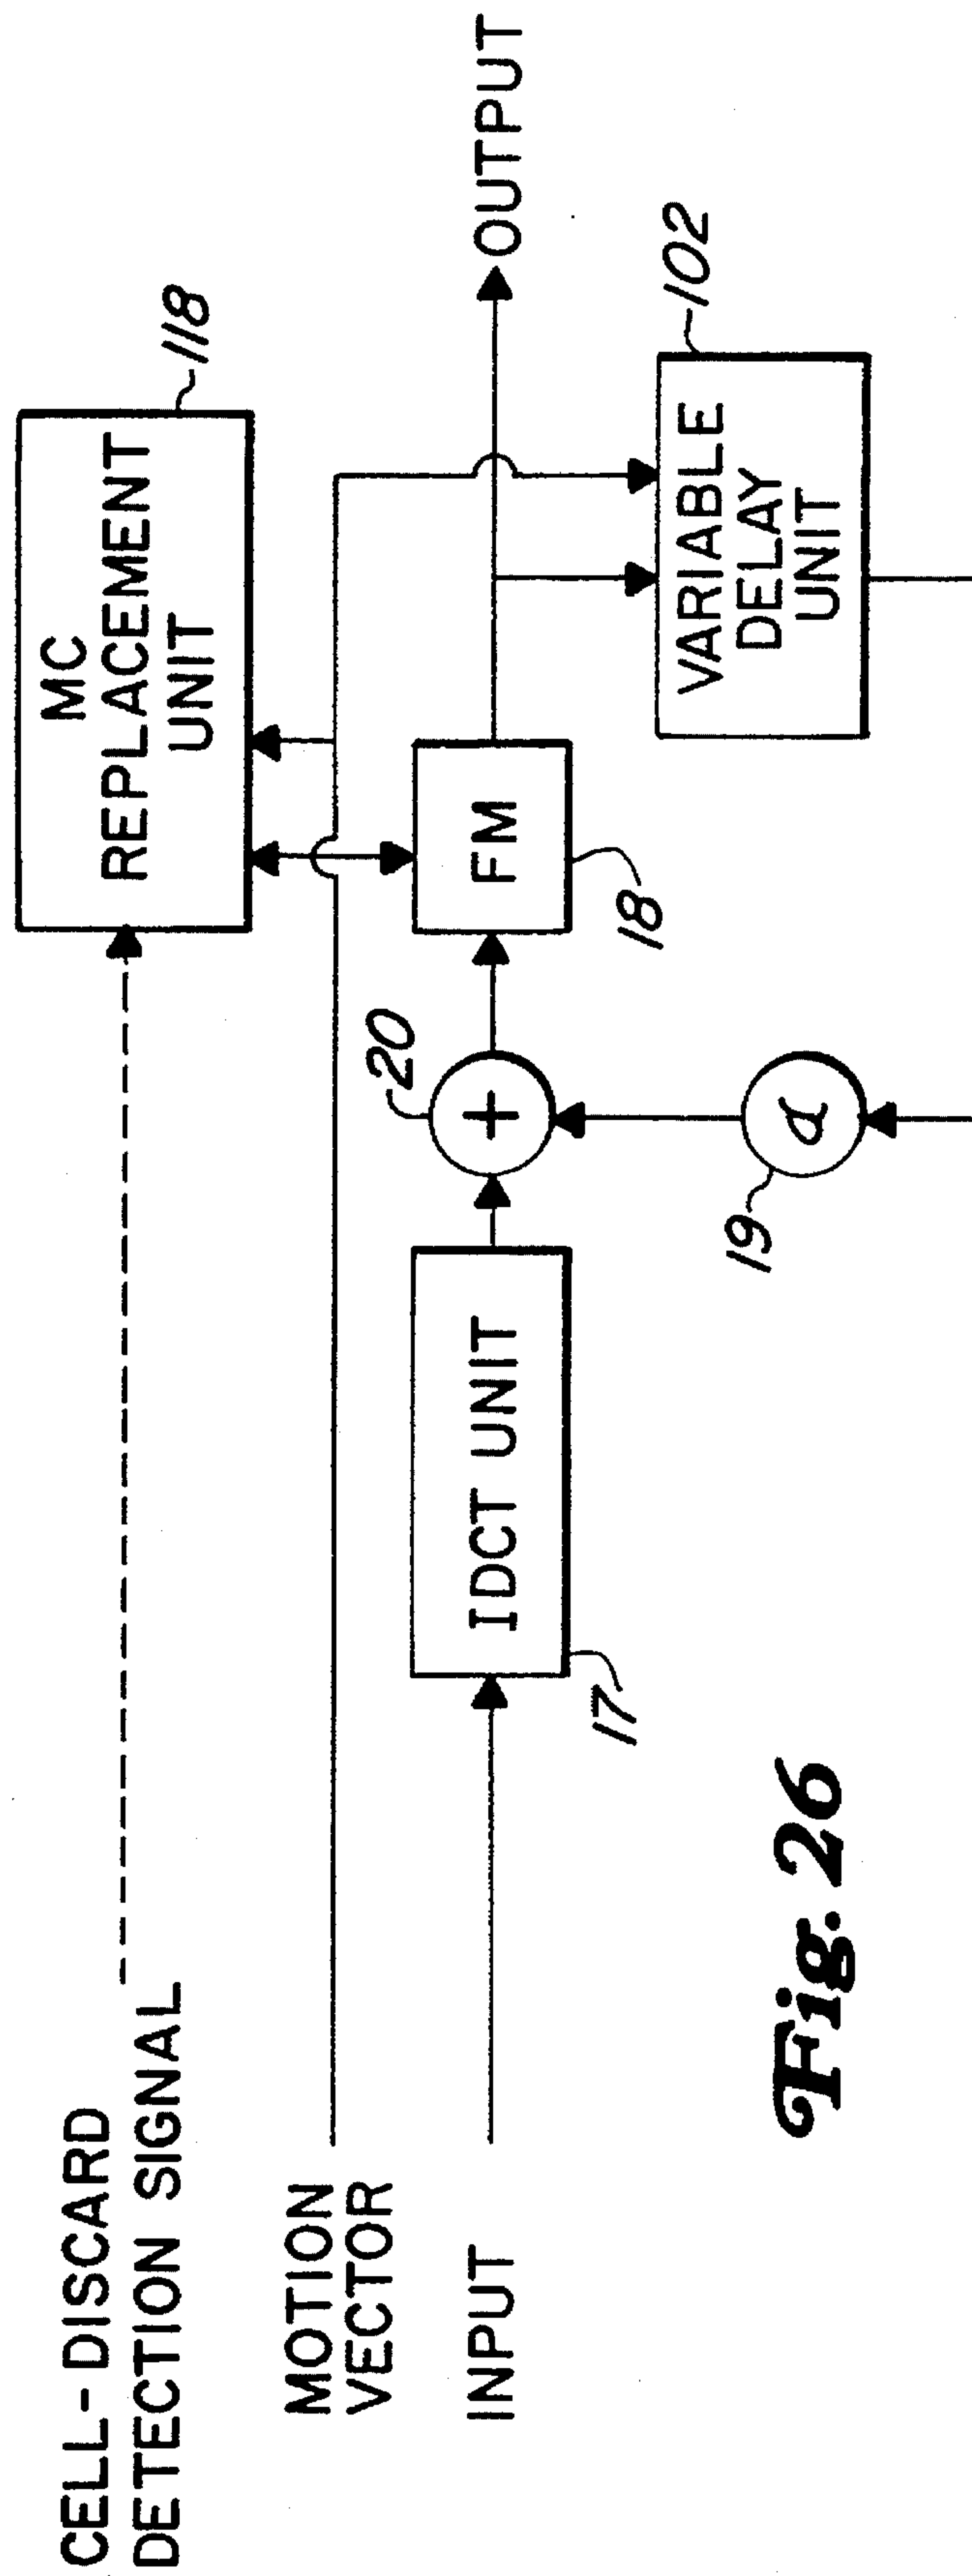 CELL-DISCARD
DETECTION SIGNAL
MC
REPLACEMENT
UNIT
118
MOTION
VECTOR
INPUT
IDCT UNIT
17
20
+
FM
18
OUTPUT
19
a
VARIABLE
DELAY
UNIT
102
Fig. 26